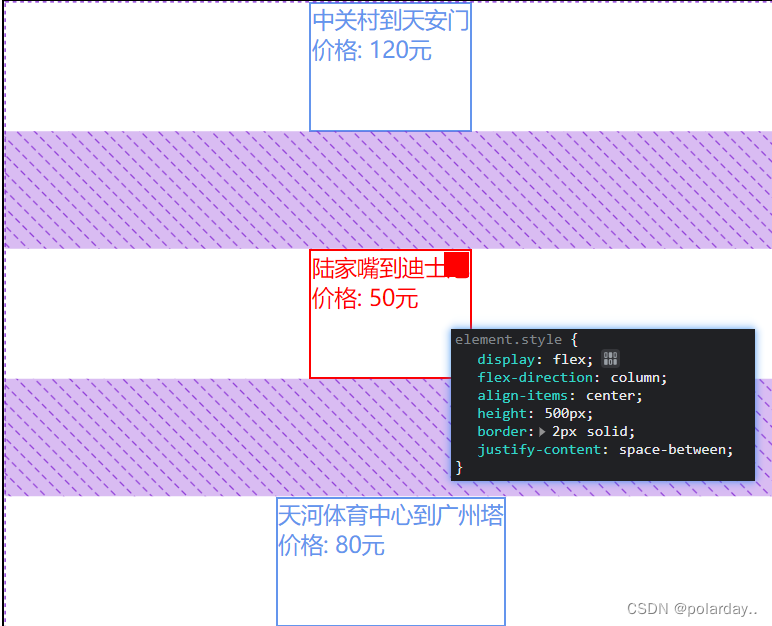 中关村到天安门
价格: 120元
陆家嘴到迪士
价格: 50元
element.style {
display: flex;
flex-direction: column;
align-items: center;
height: 500px;
border: 2px solid;
justify-content: space-between;
}
天河体育中心到广州塔
价格: 80元
CSDN @polarday..